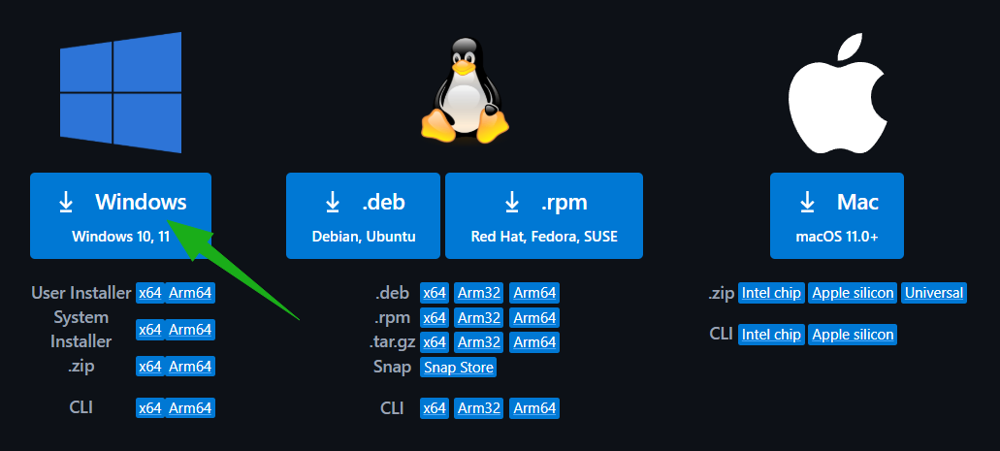 Windows
Windows 10, 11
.deb
Debian, Ubuntu
.rpm
Red Hat, Fedora, SUSE
Mac
macOS 11.0+
User Installer x64 Arm64
System
Installer x64 Arm64
.zip x64 Arm64
CLI x64 Arm64
.deb x64 Arm32 Arm64
.rpm x64 Arm32 Arm64
.tar.gz x64 Arm32 Arm64
Snap Snap Store
CLI x64 Arm32 Arm64
.zip Intel chip Apple silicon Universal
CLI Intel chip Apple silicon